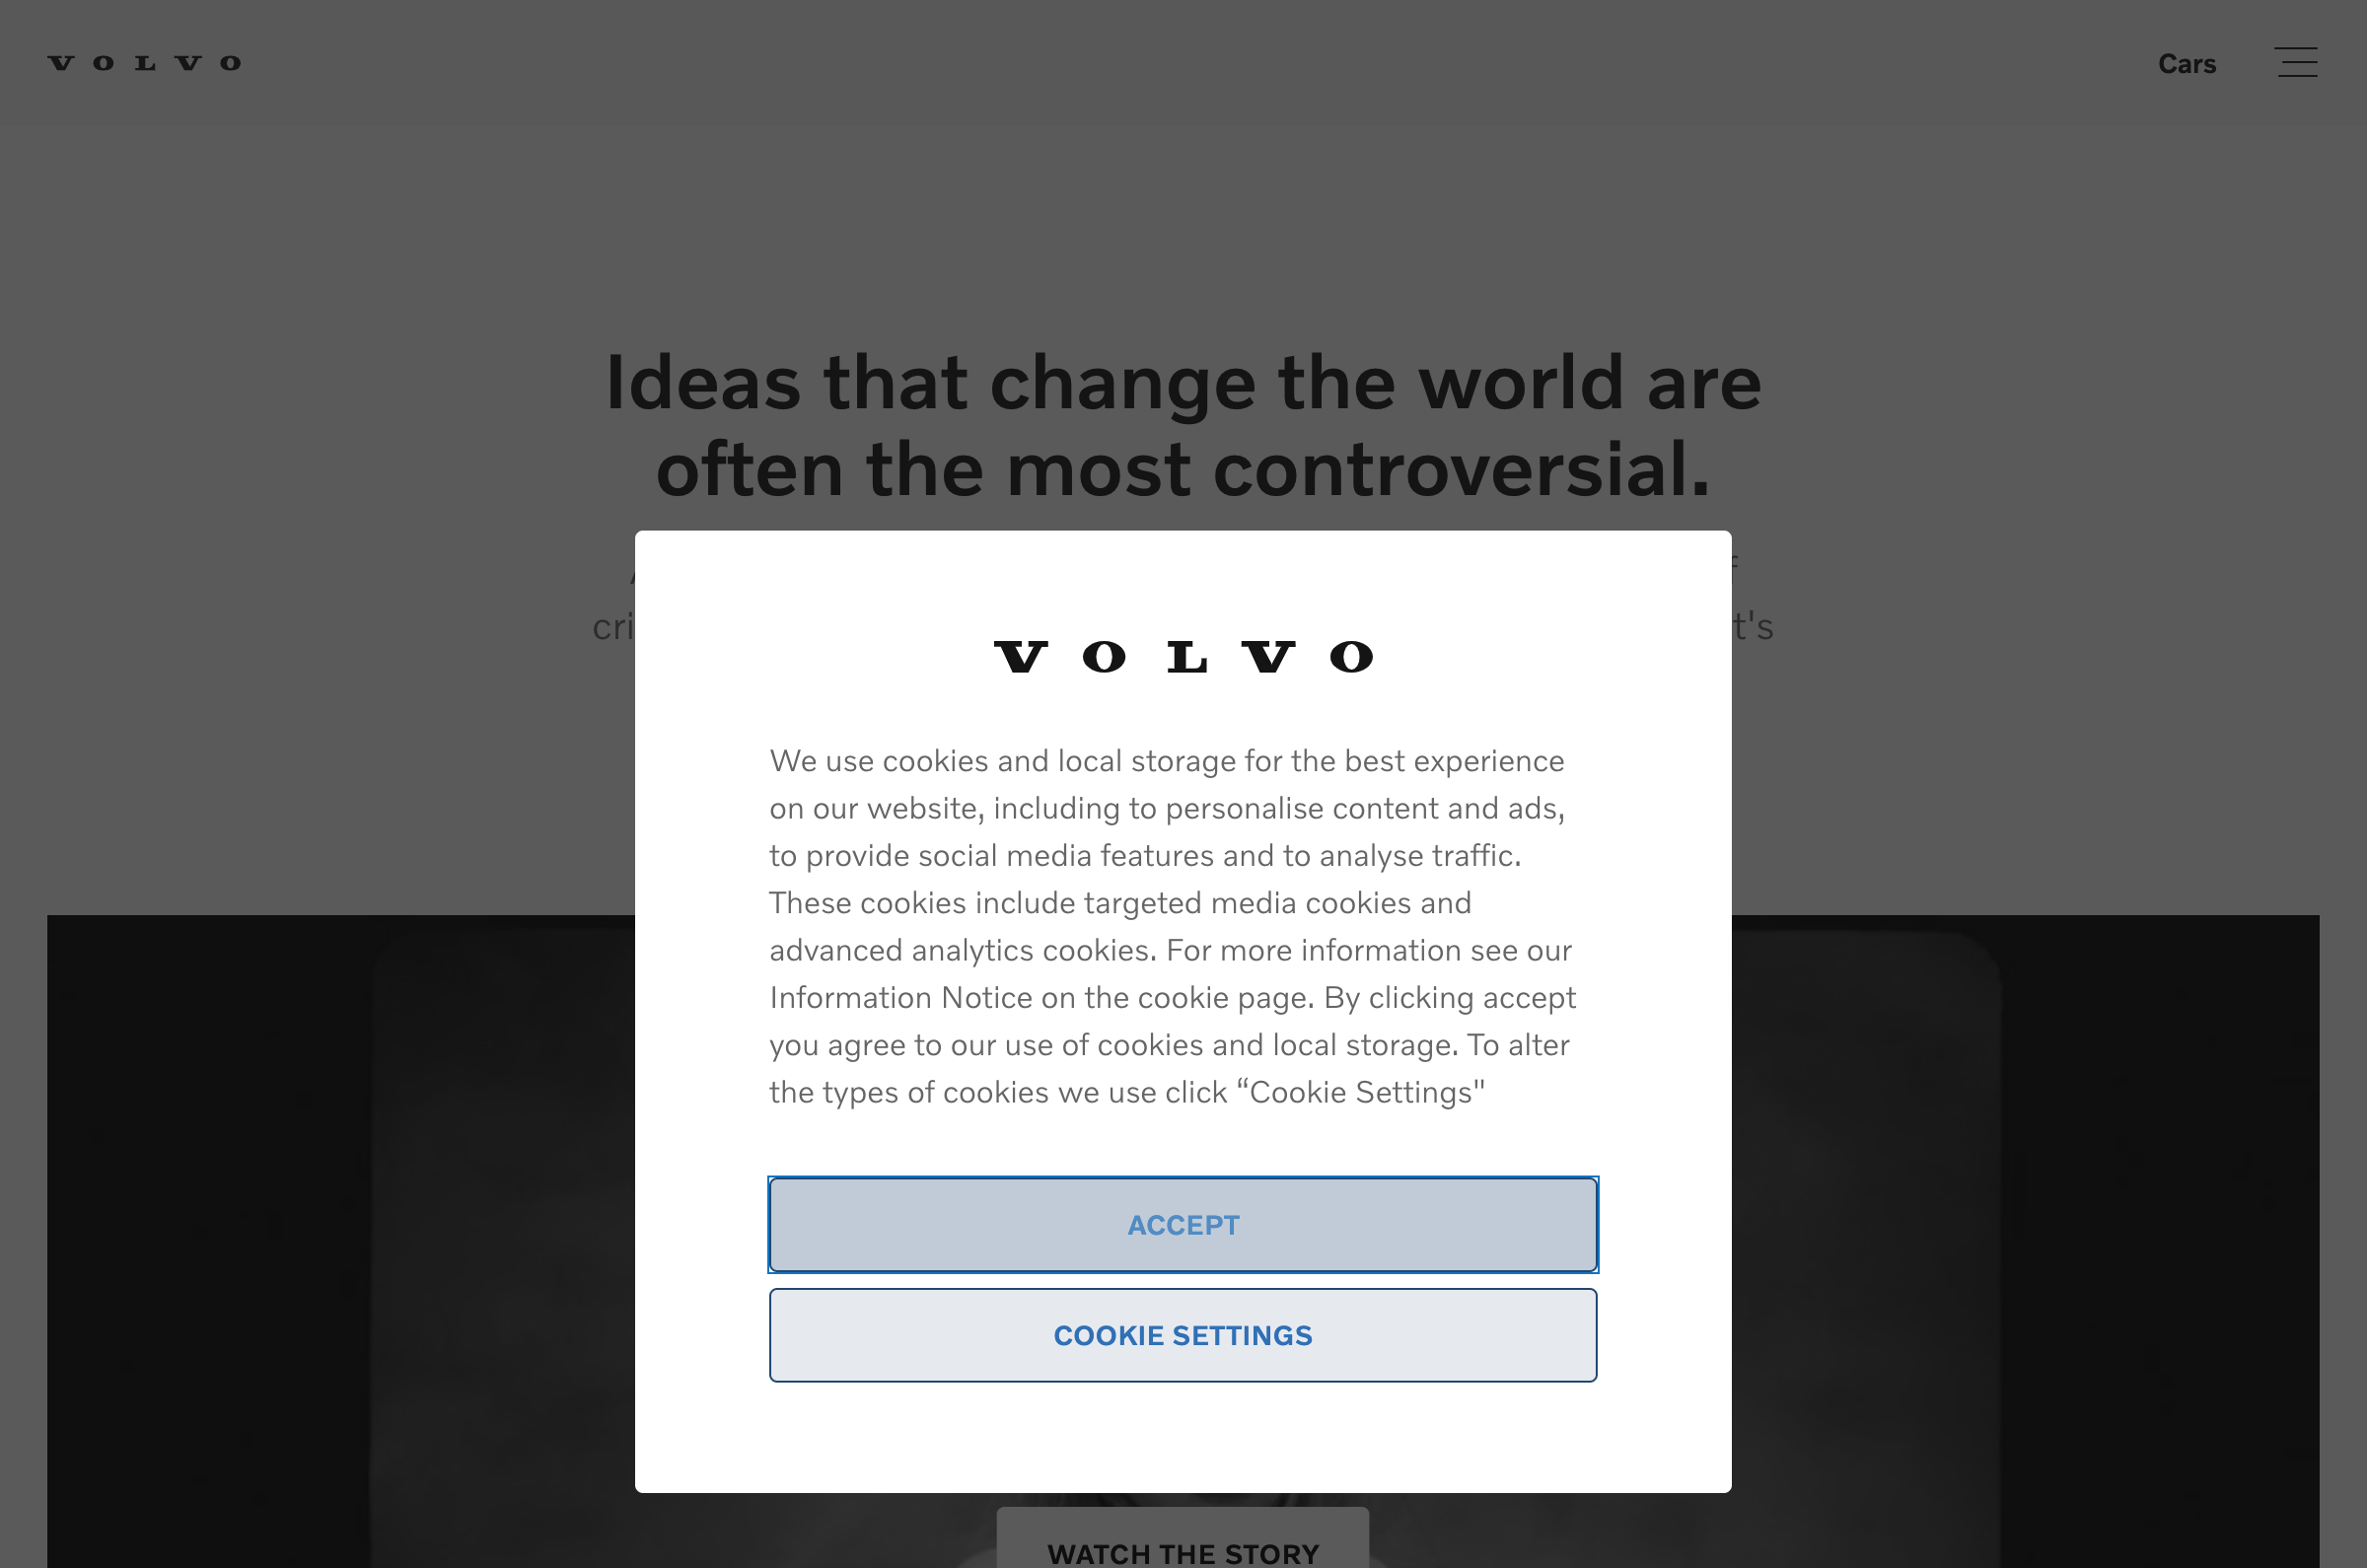 VOLVO
Cars
Ideas that change the world are
often the most controversial.
cri
t's
VOLVO
We use cookies and local storage for the best experience
on our website, including to personalise content and ads,
to provide social media features and to analyse traffic.
These cookies include targeted media cookies and
advanced analytics cookies. For more information see our
Information Notice on the cookie page. By clicking accept
you agree to our use of cookies and local storage. To alter
the types of cookies we use click “Cookie Settings"
ACCEPT
COOKIE SETTINGS
WATCH THE STORY